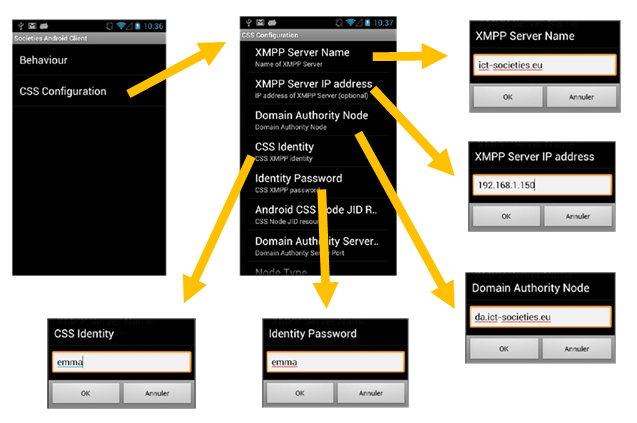 10:36
Societies Android Client
Behaviour
CSS Configuration
10:37
CSS Configuration
XMPP Server Name
Name of XMPP Server
XMPP Server IP address
IP address of XMPP Server (optional)
Domain Authority Node
Domain Authority Node
CSS Identity
CSS XMPP identity
Identity Password
CSS XMPP password
Android CSS Node JID R..
CSS Node JID resource
Domain Authority Server..
Domain Authority Server Port
Node Type
XMPP Server Name
ict-societies.eu
OK Annuler
XMPP Server IP address
192.168.1.150
OK Annuler
Domain Authority Node
da.ict-societies.eu
OK Annuler
CSS Identity
emma
OK Annuler
Identity Password
emma
OK Annuler